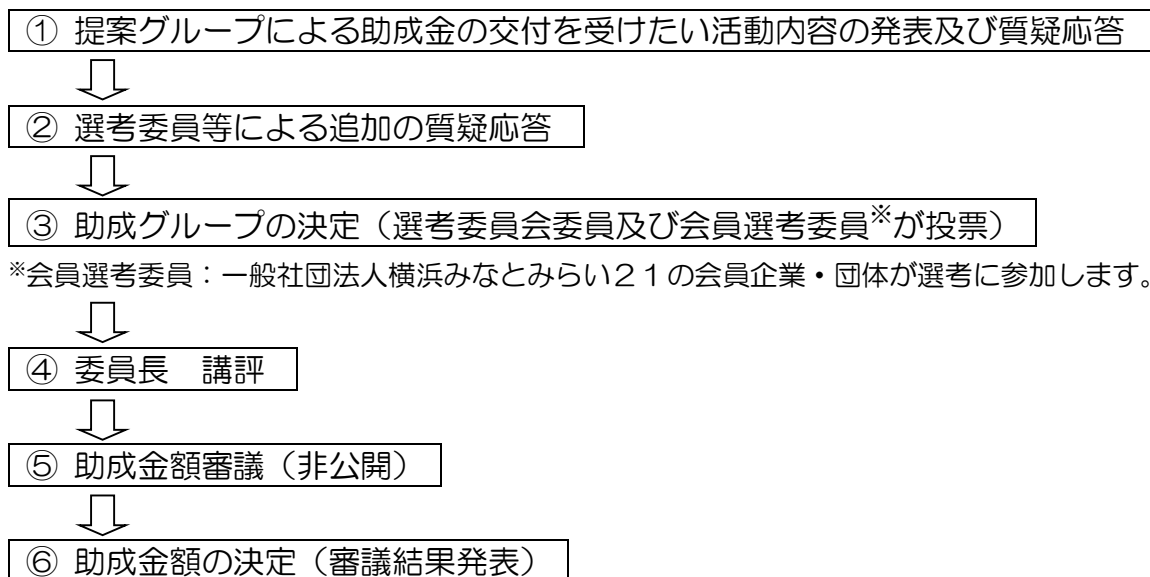 ① 提案グループによる助成金の交付を受けたい活動内容の発表及び質疑応答
② 選考委員等による追加の質疑応答
③ 助成グループの決定（選考委員会委員及び会員選考委員※が投票）
※会員選考委員：一般社団法人横浜みなとみらい２１の会員企業・団体が選考に参加します。
④ 委員長　講評
⑤ 助成金額審議（非公開）
⑥ 助成金額の決定（審議結果発表）